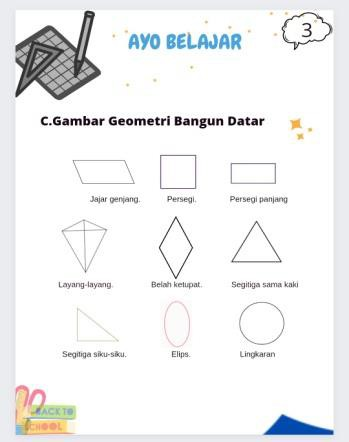 3
AYO BELAJAR
C.Gambar Geometri Bangun Datar
Jajar genjang. Persegi. Persegi panjang
Layang-layang. Belah ketupat. Segitiga sama kaki
Segitiga siku-siku. Elips. Lingkaran
BACK TO
SCHOOL